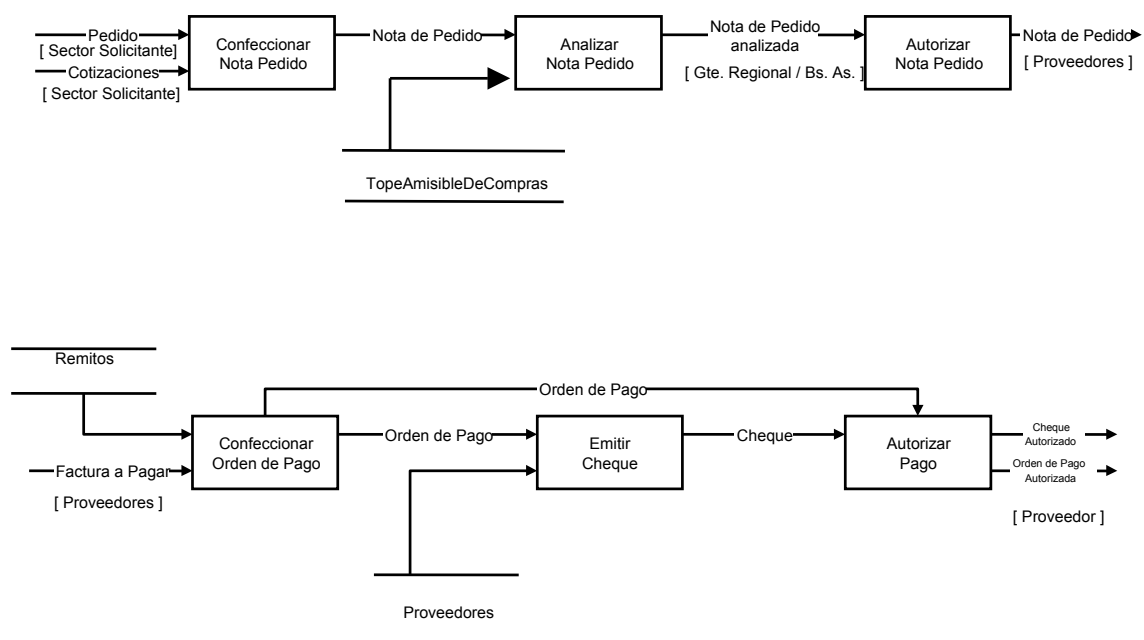 Pedido
[ Sector Solicitante]
Cotizaciones
[ Sector Solicitante]
Confeccionar
Nota Pedido
Nota de Pedido
Analizar
Nota Pedido
Nota de Pedido
analizada
[ Gte. Regional / Bs. As. ]
Autorizar
Nota Pedido
Nota de Pedido
[ Proveedores ]
TopeAmisibleDeCompras
Remitos
Factura a Pagar
[ Proveedores ]
Confeccionar
Orden de Pago
Orden de Pago
Orden de Pago
Emitir
Cheque
Cheque
Autorizar
Pago
Cheque
Autorizado
Orden de Pago
Autorizada
[ Proveedor ]
Proveedores